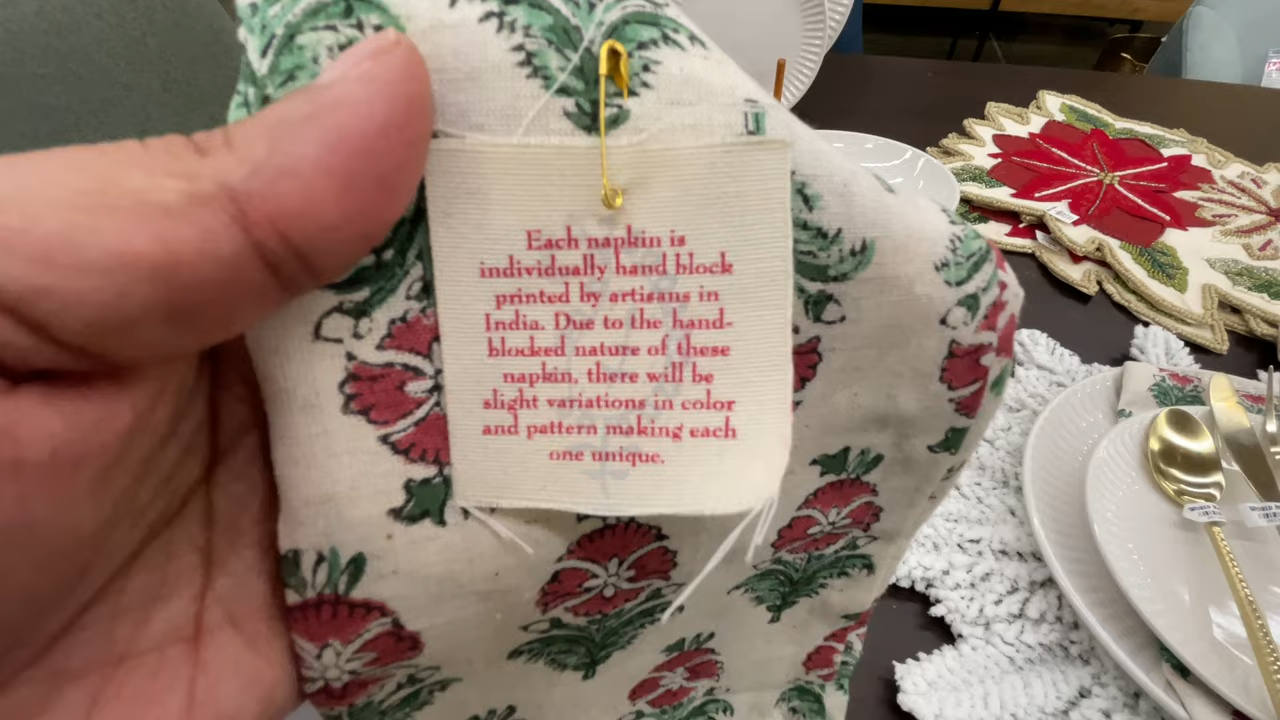 Each napkin is
individually hand block
printed by artisans in
India. Due to the hand-
blocked nature of these
napkin, there will be
slight variations in color
and pattern making each
one unique.